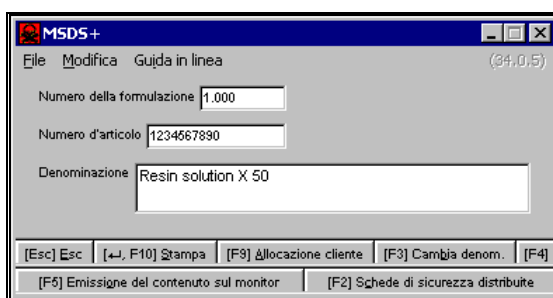 MSDS+
File Modifica Guida in linea (34.0.5)
Numero della formulazione 1.000
Numero d'articolo 1234567890
Denominazione Resin solution X 50
[Esc] Esc [↵, F10] Stampa [F9] Allocazione cliente [F3] Cambia denom. [F4]
[F5] Emissione del contenuto sul monitor [F2] Schede di sicurezza distribuite